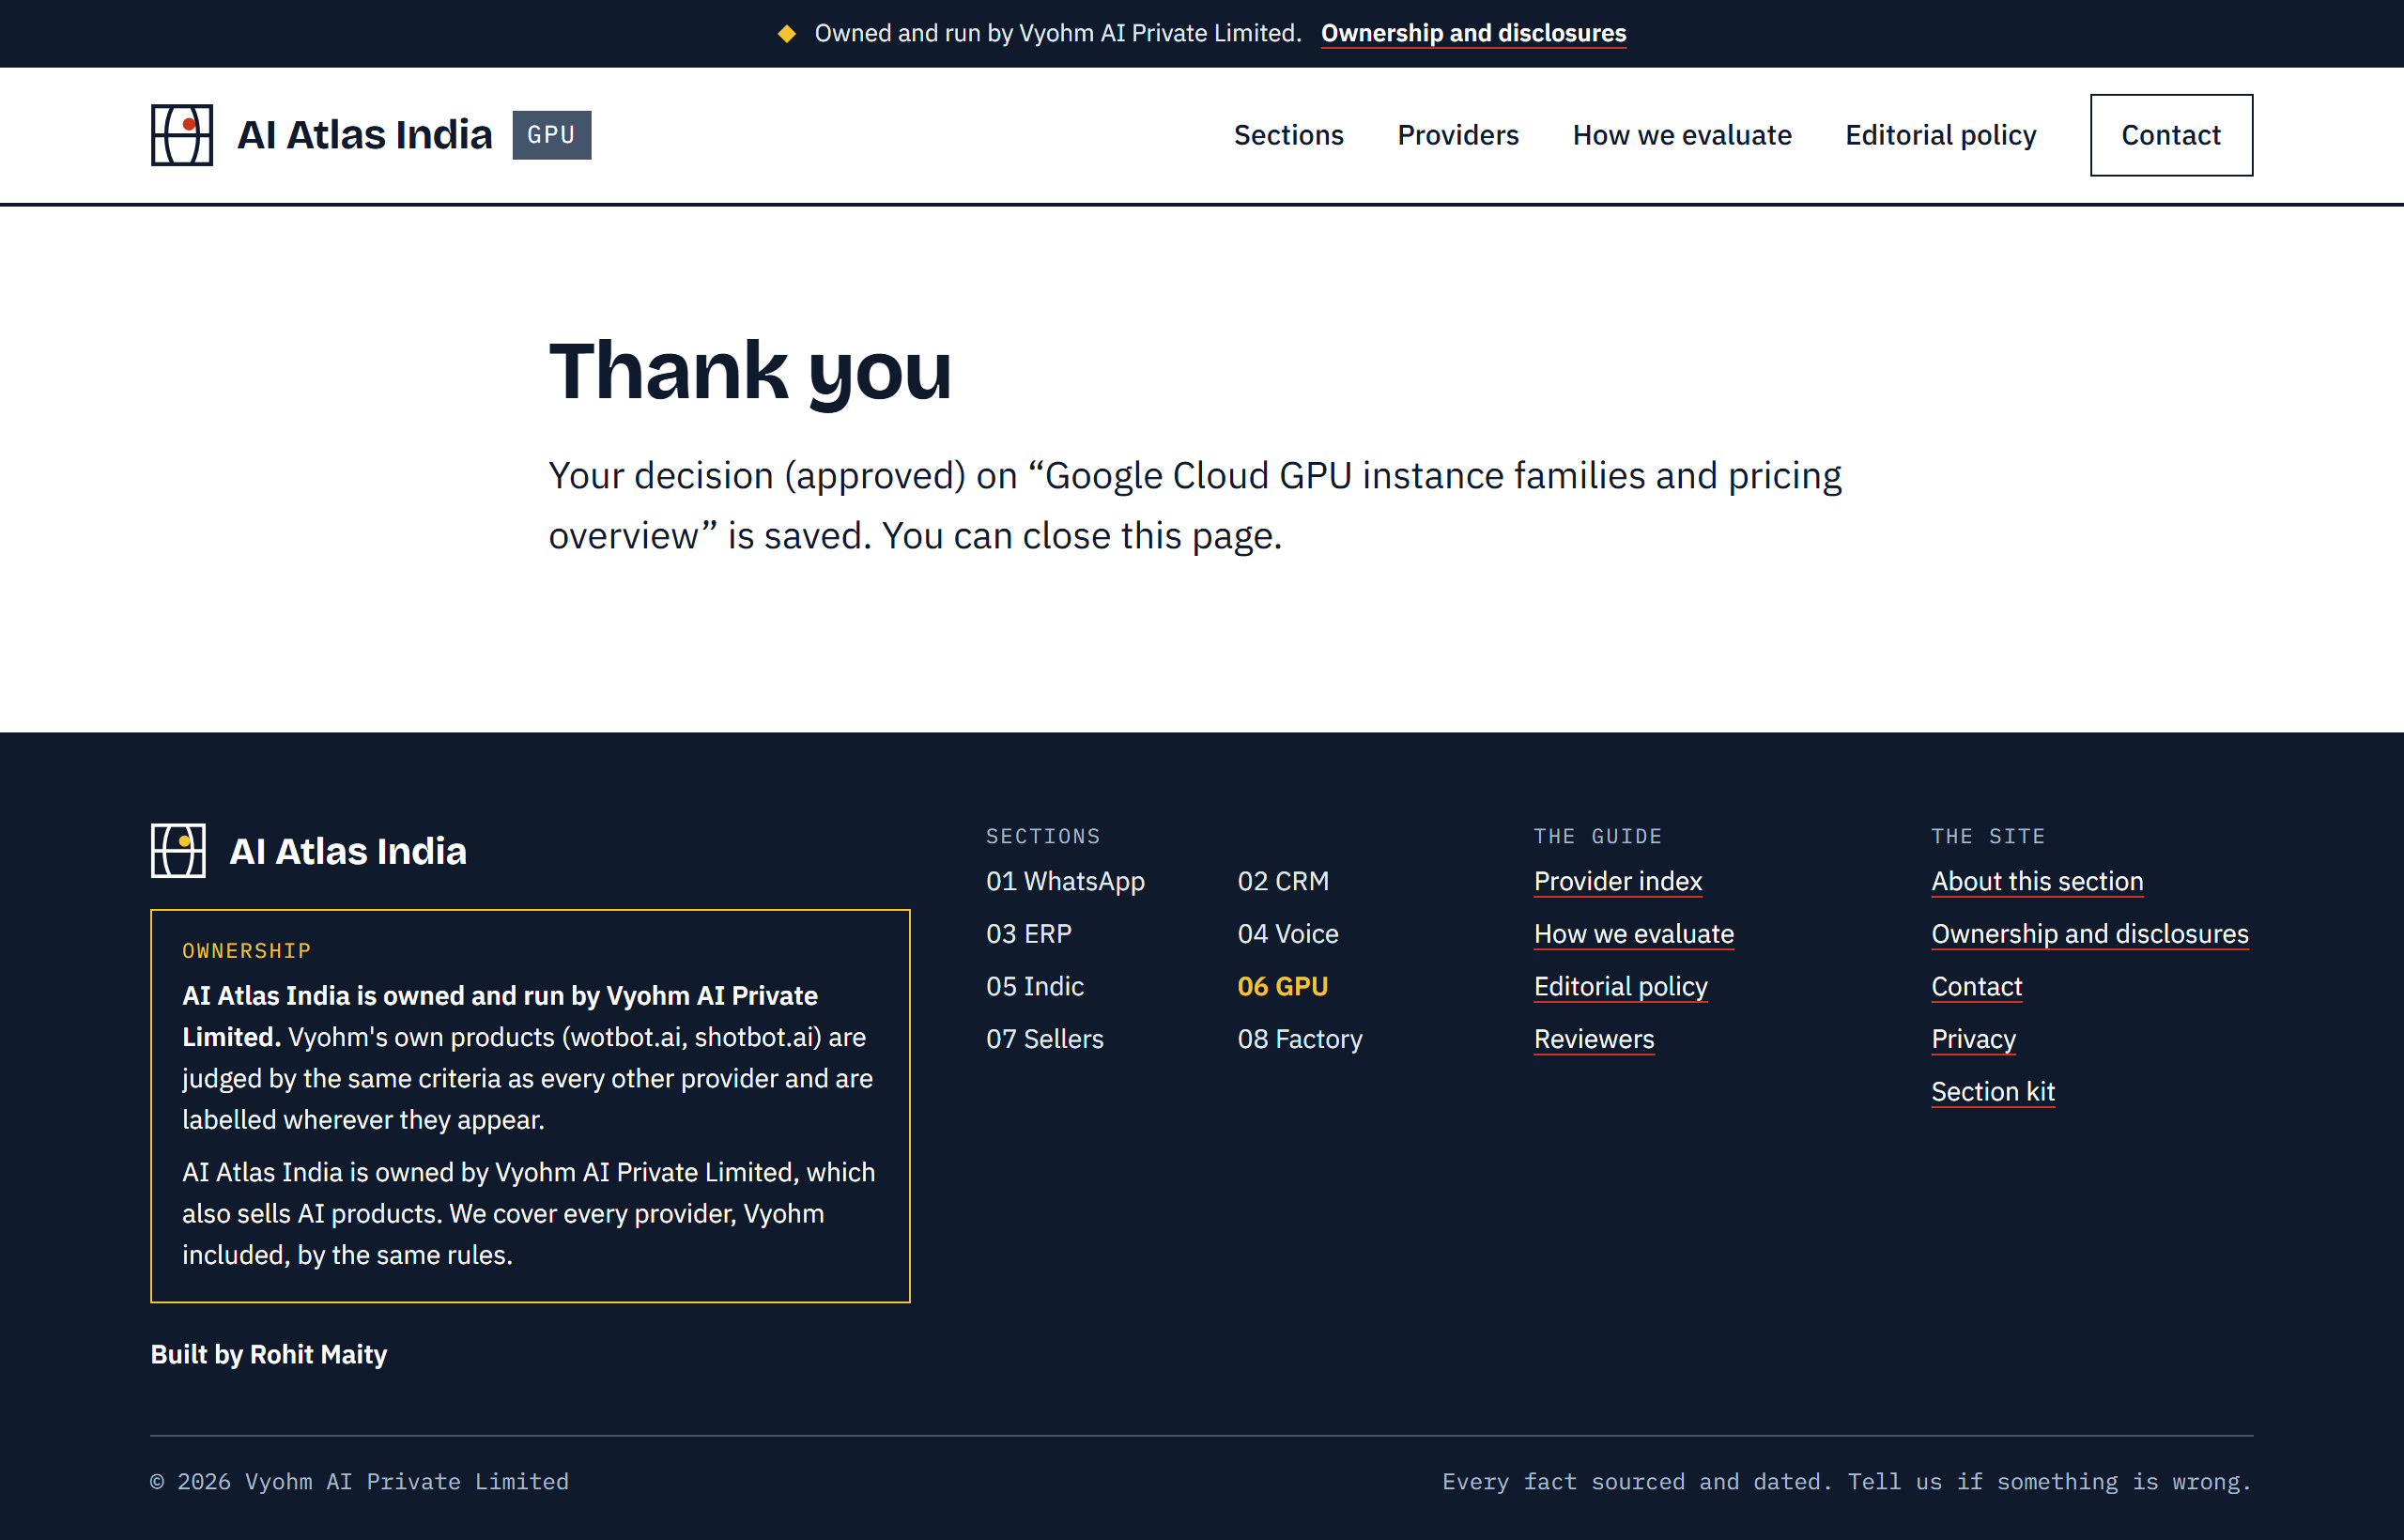 Owned and run by Vyohm AI Private Limited. Ownership and disclosures
AI Atlas India GPU
Sections Providers How we evaluate Editorial policy Contact
Thank you
Your decision (approved) on “Google Cloud GPU instance families and pricing
overview” is saved. You can close this page.
AI Atlas India
OWNERSHIP
AI Atlas India is owned and run by Vyohm AI Private
Limited. Vyohm's own products (wotbot.ai, shotbot.ai) are
judged by the same criteria as every other provider and are
labelled wherever they appear.
AI Atlas India is owned by Vyohm AI Private Limited, which
also sells AI products. We cover every provider, Vyohm
included, by the same rules.
Built by Rohit Maity
SECTIONS
01 WhatsApp 02 CRM
03 ERP 04 Voice
05 Indic 06 GPU
07 Sellers 08 Factory
THE GUIDE
Provider index
How we evaluate
Editorial policy
Reviewers
THE SITE
About this section
Ownership and disclosures
Contact
Privacy
Section kit
© 2026 Vyohm AI Private Limited
Every fact sourced and dated. Tell us if something is wrong.